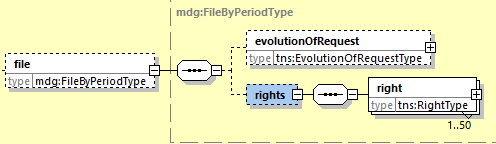 mdg:FileByPeriodType
evolutionOfRequest
type tns:EvolutionOfRequestType
file
type mdg:FileByPeriodType
rights
right
type tns:RightType
1..50